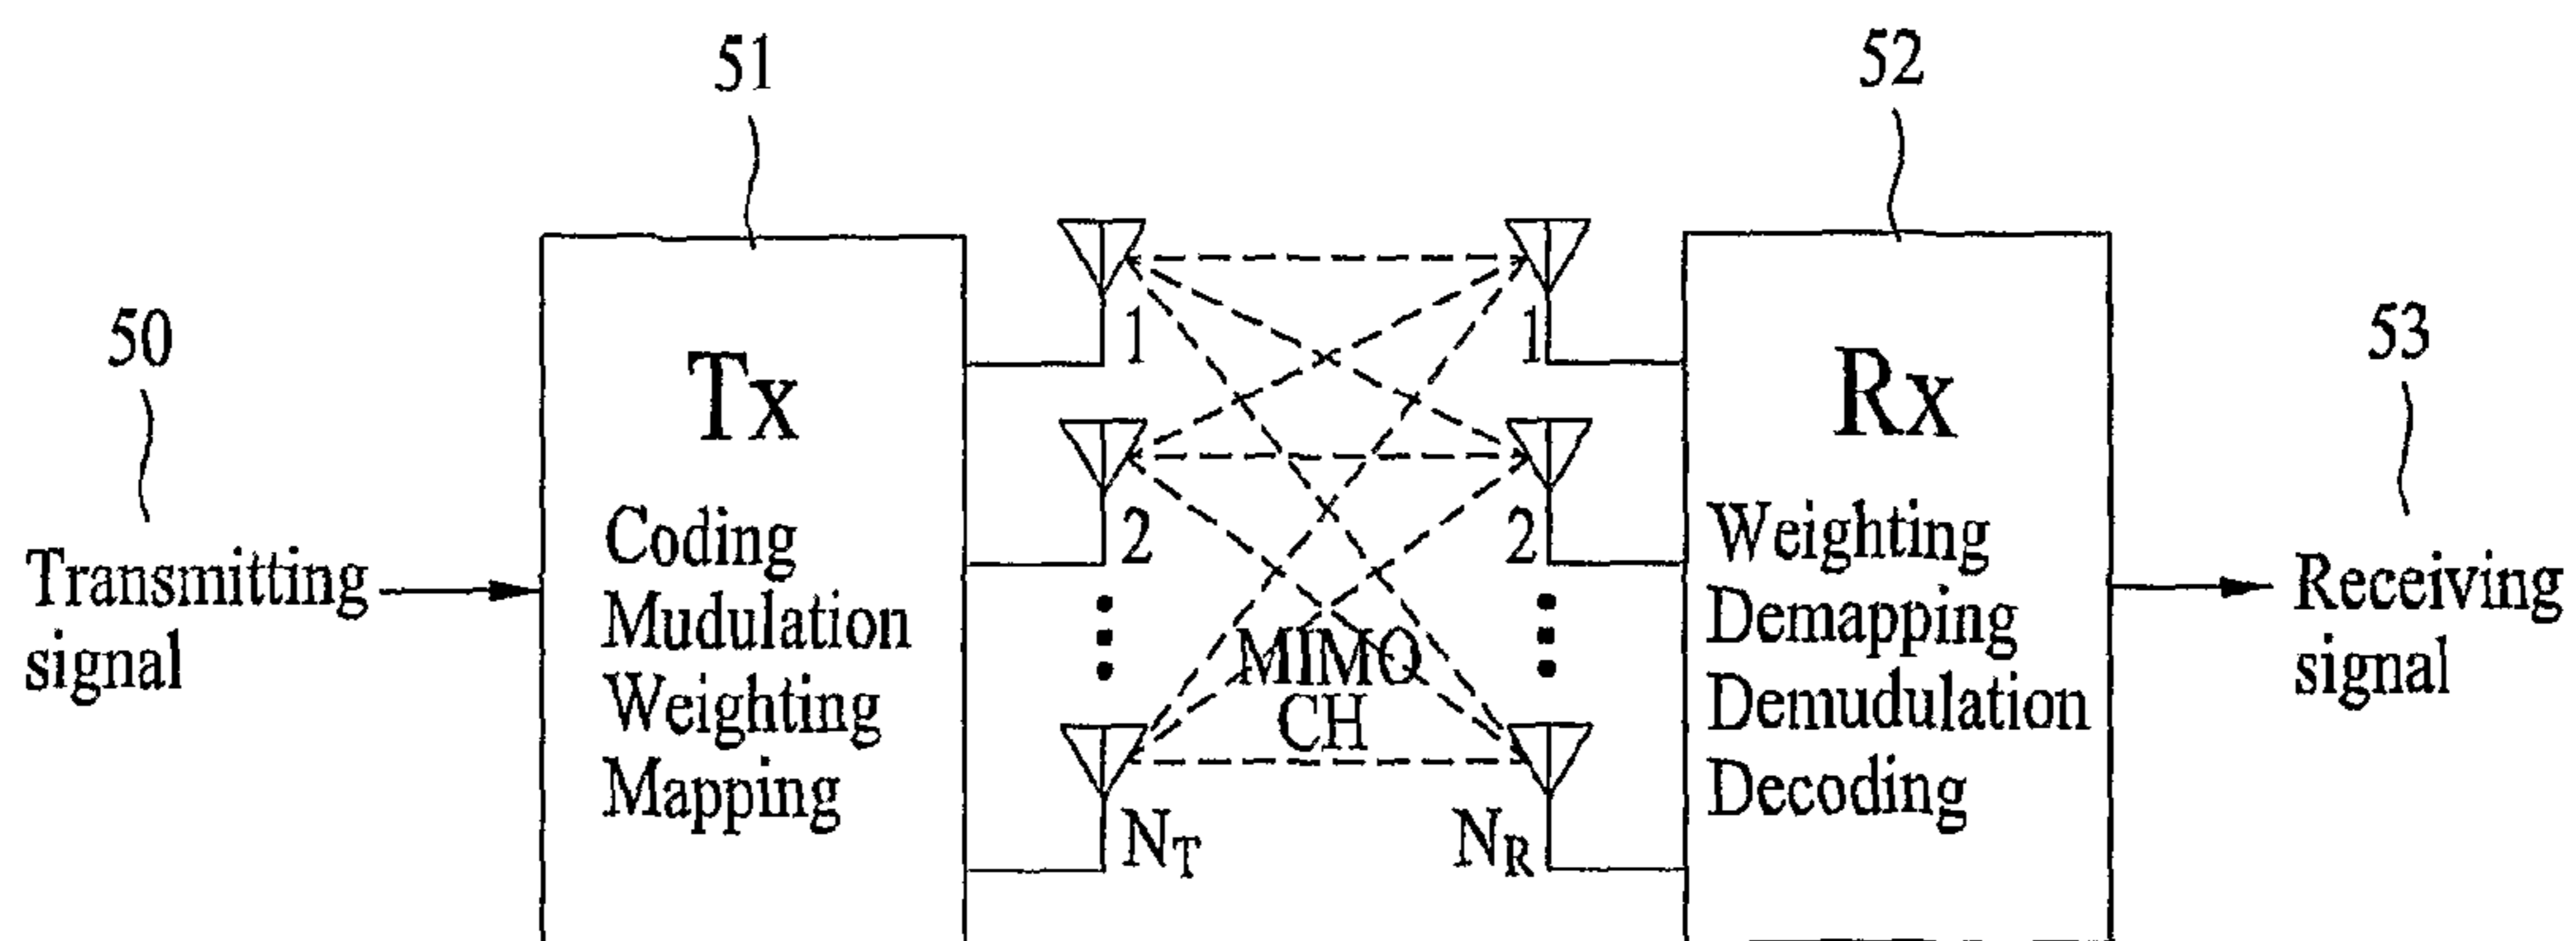 51
52
50
53
Tx
Rx
1
1
2
2
Transmitting
signal
Coding
Mudulation
Weighting
Mapping
MIMO
CH
Weighting
Demapping
Demudulation
Decoding
Receiving
signal
N_T
N_R